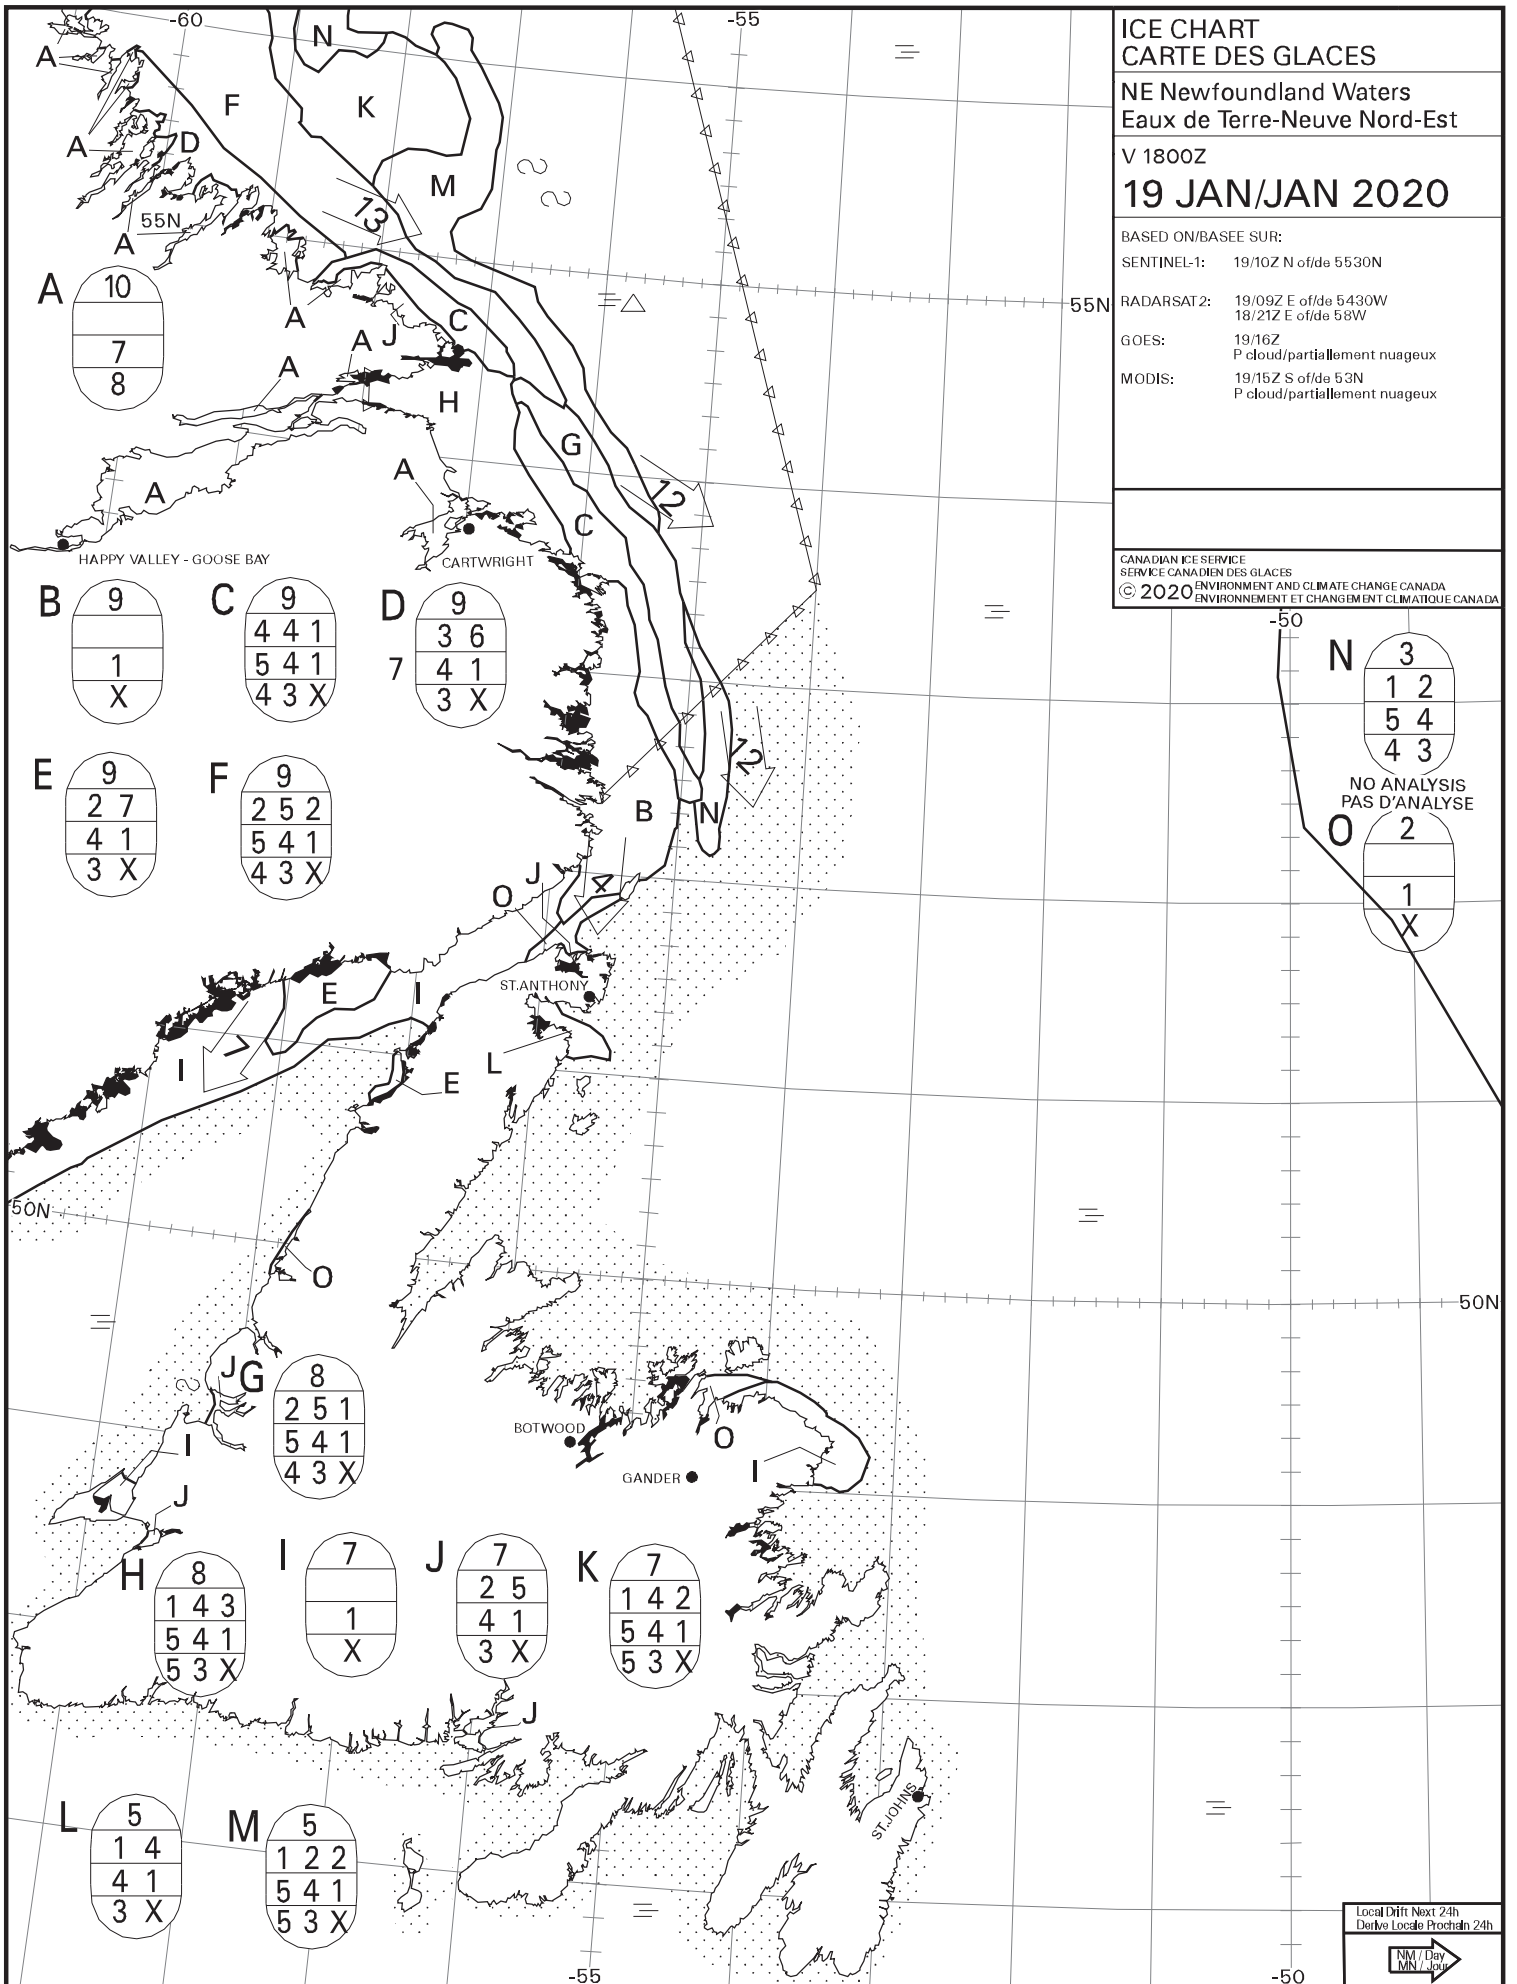 -60
-55
ICE CHART
CARTE DES GLACES
NE Newfoundland Waters
Eaux de Terre-Neuve Nord-Est
V 1800Z
19 JAN/JAN 2020
BASED ON/BASEE SUR:
SENTINEL-1: 19/10Z N of/de 5530N
RADARSAT2: 19/09Z E of/de 5430W
18/21Z E of/de 58W
GOES: 19/16Z
P cloud/partiallement nuageux
MODIS: 19/15Z S of/de 53N
P cloud/partiallement nuageux
CANADIAN ICE SERVICE
SERVICE CANADIEN DES GLACES
© 2020 ENVIRONMENT AND CLIMATE CHANGE CANADA
ENVIRONNEMENT ET CHANGEMENT CLIMATIQUE CANADA
N
A
F
K
A
D
M
A
55N
13
55N
A
10
7
8
A
C
J
A
A
H
G
A
A
12
C
HAPPY VALLEY - GOOSE BAY
CARTWRIGHT
B
9
1
X
C
9
4 4 1
5 4 1
4 3 X
D
9
3 6
7 4 1
3 X
-50
N
3
1 2
5 4
4 3
NO ANALYSIS
PAS D'ANALYSE
O
2
1
X
E
9
2 7
4 1
3 X
F
9
2 5 2
5 4 1
4 3 X
12
B
N
J
O
4
ST.ANTHONY
E
I
7
I
L
E
50N
O
50N
J
G
8
2 5 1
5 4 1
4 3 X
I
BOTWOOD
O
GANDER
I
J
H
8
1 4 3
5 4 1
5 3 X
I
7
1
X
J
7
2 5
4 1
3 X
K
7
1 4 2
5 4 1
5 3 X
J
ST.JOHNS
L
5
1 4
4 1
3 X
M
5
1 2 2
5 4 1
5 3 X
Local Drift Next 24h
Derive Locale Prochain 24h
NM / Day
MN / Jour
-55
-50